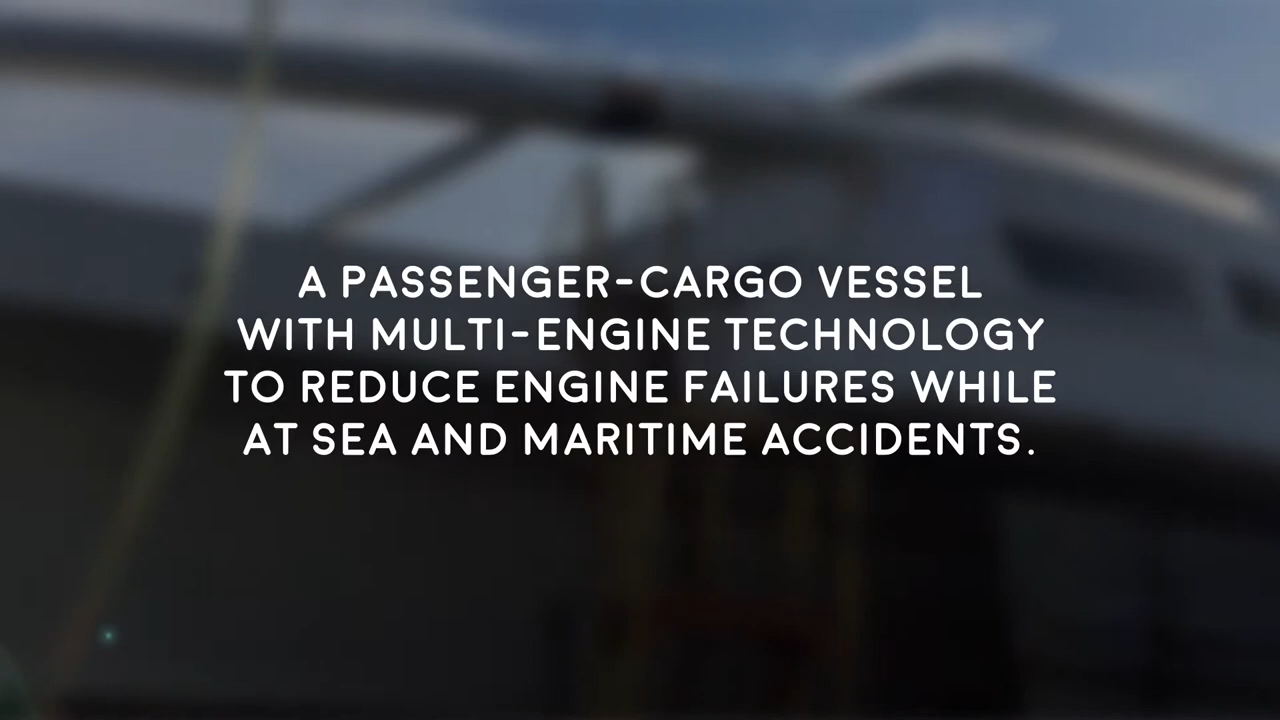 A PASSENGER-CARGO VESSEL
WITH MULTI-ENGINE TECHNOLOGY
TO REDUCE ENGINE FAILURES WHILE
AT SEA AND MARITIME ACCIDENTS.